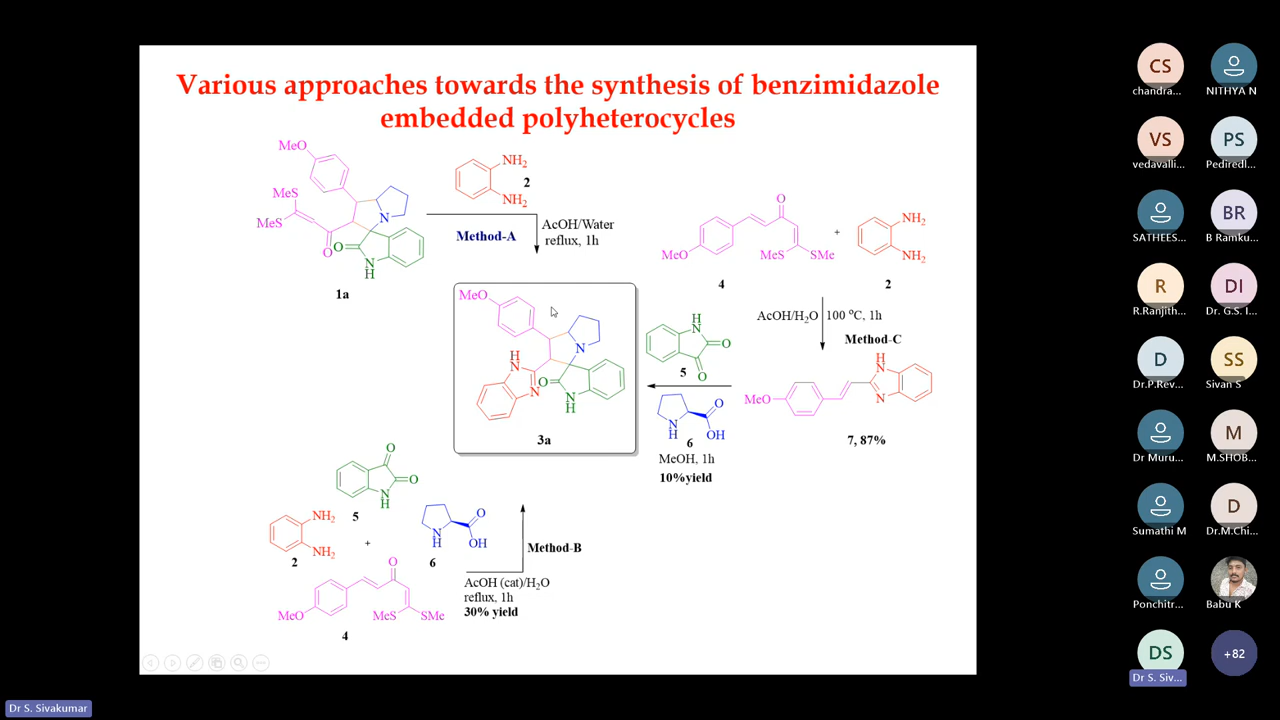 Various approaches towards the synthesis of benzimidazole
embedded polyheterocycles
MeO
MeS
MeS
O
N
O
N
H
1a
NH2
2
NH2
Method-A
AcOH/Water
reflux, 1h
O
MeO
MeS
SMe
4
+
NH2
NH2
2
AcOH/H2O
100 °C, 1h
Method-C
MeO
H
N
N
7, 87%
H
N
O
O
5
N
H
O
OH
6
MeOH, 1h
10%yield
MeO
N
H
N
N
O
N
H
3a
O
O
N
H
5
NH2
NH2
2
+
N
H
O
OH
6
O
MeO
MeS
SMe
4
Method-B
AcOH (cat)/H2O
reflux, 1h
30% yield
CS
chandra...
NITHYA N
VS
vedavalli...
PS
Pediredl...
SATHEES...
BR
B Ramku...
R
R.Ranjith...
DI
Dr. G.S. I...
D
Dr.P.Rev...
SS
Sivan S
Dr Muru...
M
M.SHOB...
Sumathi M
D
Dr.M.Chi...
Ponchitr...
Babu K
DS
Dr S. Siv...
+82
Dr S. Sivakumar